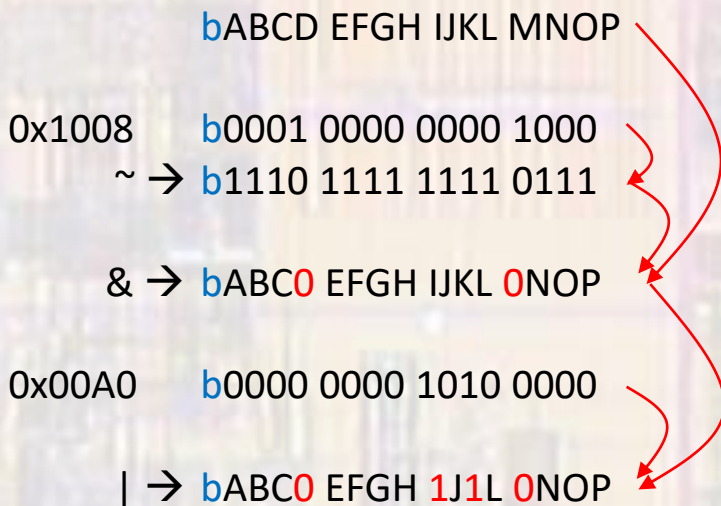 bABCD EFGH IJKL MNOP
0x1008 b0001 0000 0000 1000
~ → b1110 1111 1111 0111
& → bABC0 EFGH IJKL 0NOP
0x00A0 b0000 0000 1010 0000
| → bABC0 EFGH 1J1L 0NOP